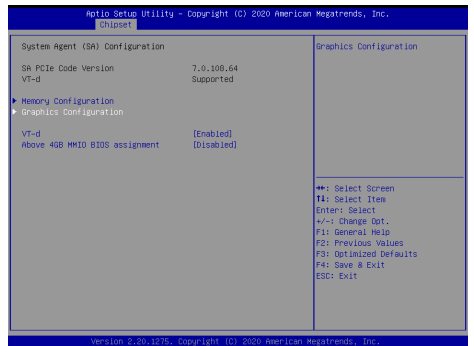 Aptio Setup Utility – Copyright (C) 2020 American Megatrends, Inc.
Chipset
System Agent (SA) Configuration
Graphics Configuration
SA PCIe Code Version 7.0.108.64
VT-d Supported
Memory Configuration
Graphics Configuration
VT-d [Enabled]
Above 4GB MMIO BIOS assignment [Disabled]
→←: Select Screen
↑↓: Select Item
Enter: Select
+/-: Change Opt.
F1: General Help
F2: Previous Values
F3: Optimized Defaults
F4: Save & Exit
ESC: Exit
Version 2.20.1275. Copyright (C) 2020 American Megatrends, Inc.